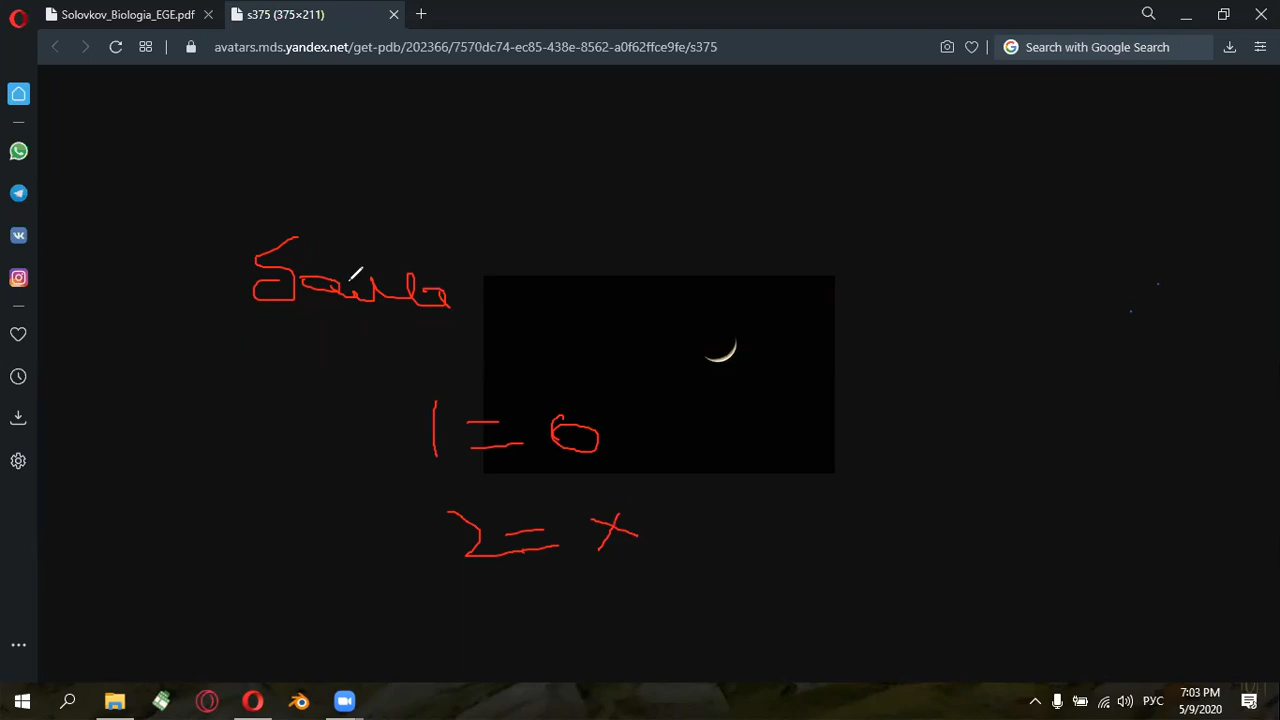 Solovkov_Biologia_EGE.pdf
s375 (375×211)
avatars.mds.yandex.net/get-pdb/202366/7570dc74-ec85-438e-8562-a0f62ffce9fe/s375
Search with Google Search
1 = 0
2 = x
РУС
7:03 PM
5/9/2020